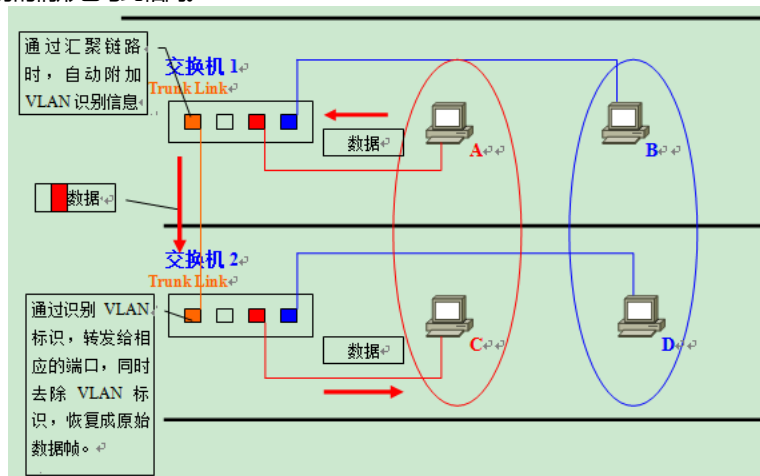 通过汇聚链路
时，自动附加
VLAN 识别信息
交换机 1
Trunk Link
数据
A
B
数据
交换机 2
Trunk Link
通过识别 VLAN
标识，转发给相
应的端口，同时
去除 VLAN 标
识，恢复成原始
数据帧。
数据
C
D